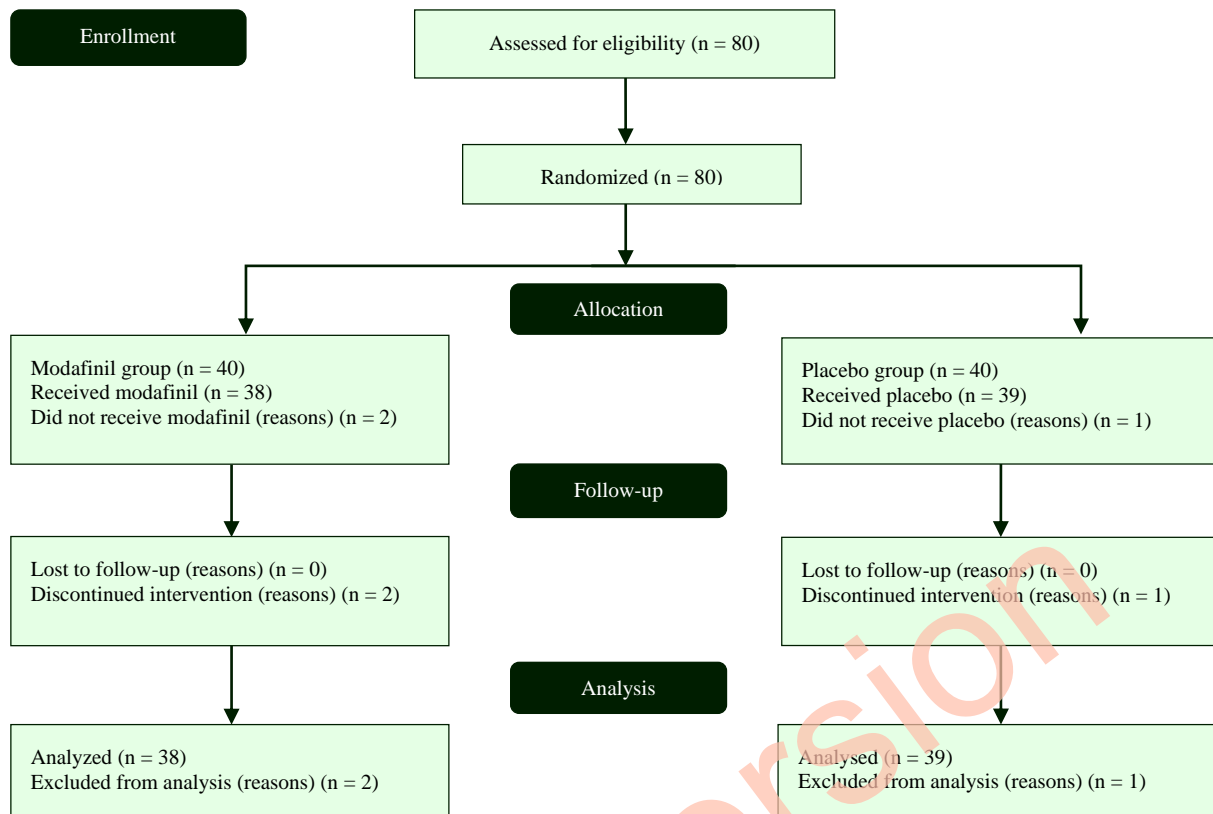 Enrollment
Assessed for eligibility (n = 80)
Randomized (n = 80)
Allocation
Modafinil group (n = 40)
Received modafinil (n = 38)
Did not receive modafinil (reasons) (n = 2)
Placebo group (n = 40)
Received placebo (n = 39)
Did not receive placebo (reasons) (n = 1)
Follow-up
Lost to follow-up (reasons) (n = 0)
Discontinued intervention (reasons) (n = 2)
Lost to follow-up (reasons) (n = 0)
Discontinued intervention (reasons) (n = 1)
Analysis
Analyzed (n = 38)
Excluded from analysis (reasons) (n = 2)
Analysed (n = 39)
Excluded from analysis (reasons) (n = 1)
ersion